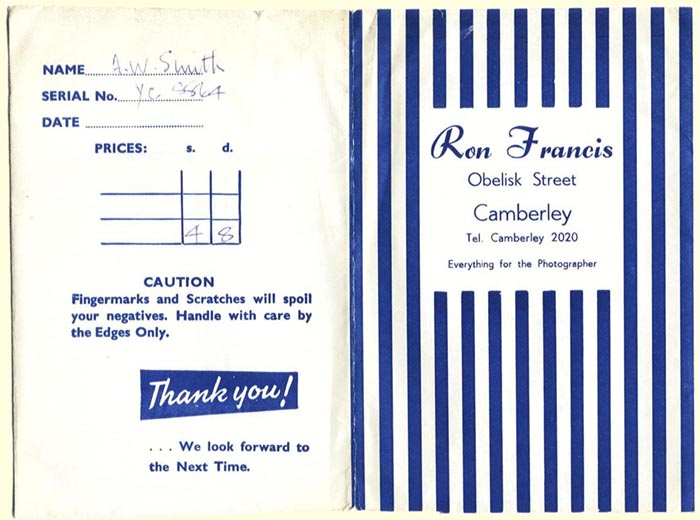 NAME A.W. Smith
SERIAL No. YC 8864
DATE
PRICES: s. d.
4 8
CAUTION
Fingermarks and Scratches will spoil
your negatives. Handle with care by
the Edges Only.
Thank you!
. . . We look forward to
the Next Time.
Ron Francis
Obelisk Street
Camberley
Tel. Camberley 2020
Everything for the Photographer